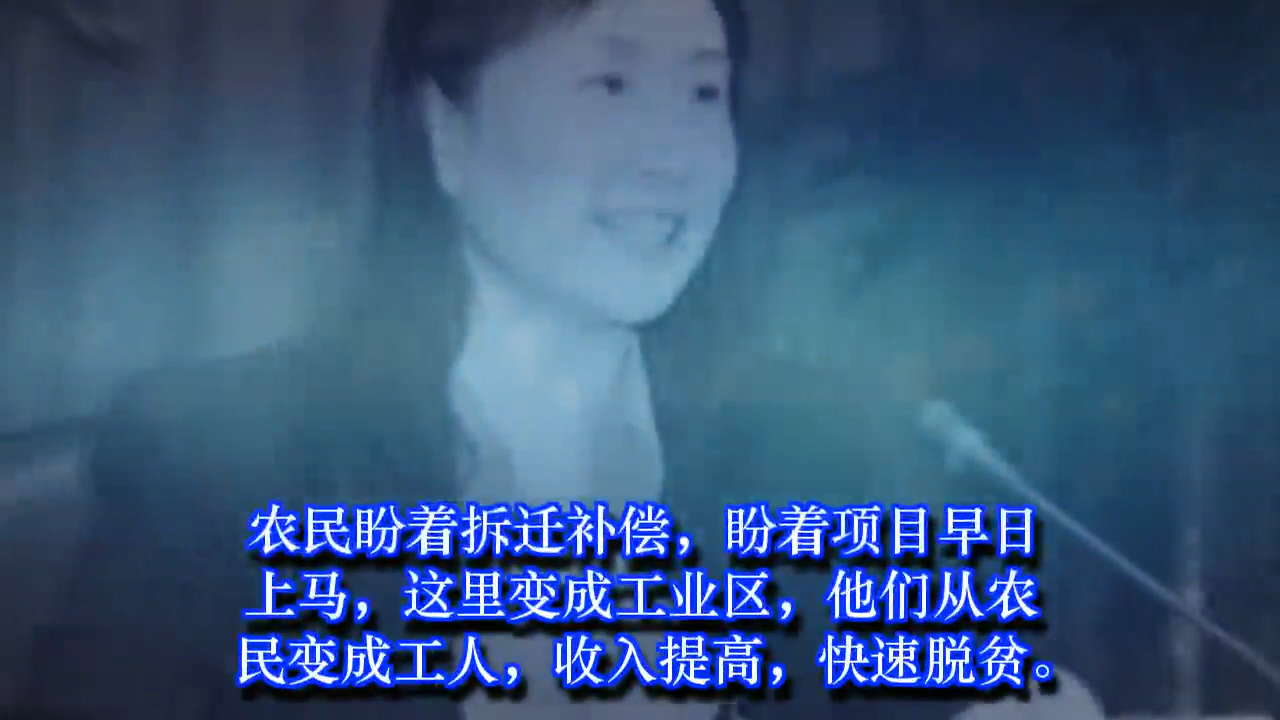 农民盼着拆迁补偿，盼着项目早日
上马，这里变成工业区，他们从农
民变成工人，收入提高，快速脱贫。